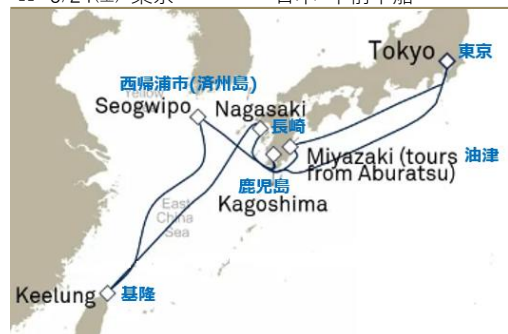 Tokyo 東京
西帰浦市(済州島)
Yellow
Seogwipo
Nagasaki
長崎
Miyazaki (tours
from Aburatsu)
油津
鹿児島
Kagoshima
East
China
Sea
Keelung 基隆